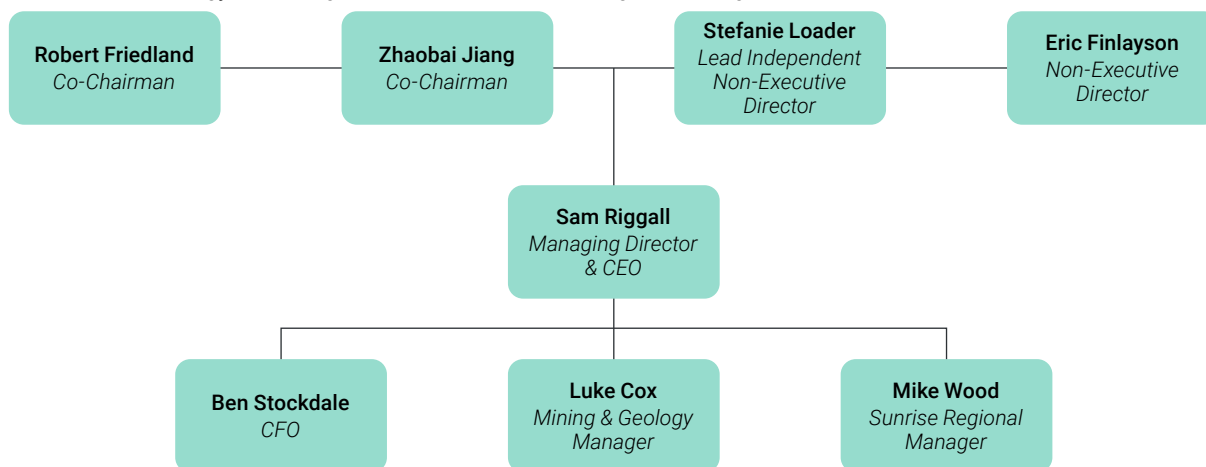 Robert Friedland
Co-Chairman
Zhaobai Jiang
Co-Chairman
Stefanie Loader
Lead Independent
Non-Executive
Director
Eric Finlayson
Non-Executive
Director
Sam Riggall
Managing Director
& CEO
Ben Stockdale
CFO
Luke Cox
Mining & Geology
Manager
Mike Wood
Sunrise Regional
Manager